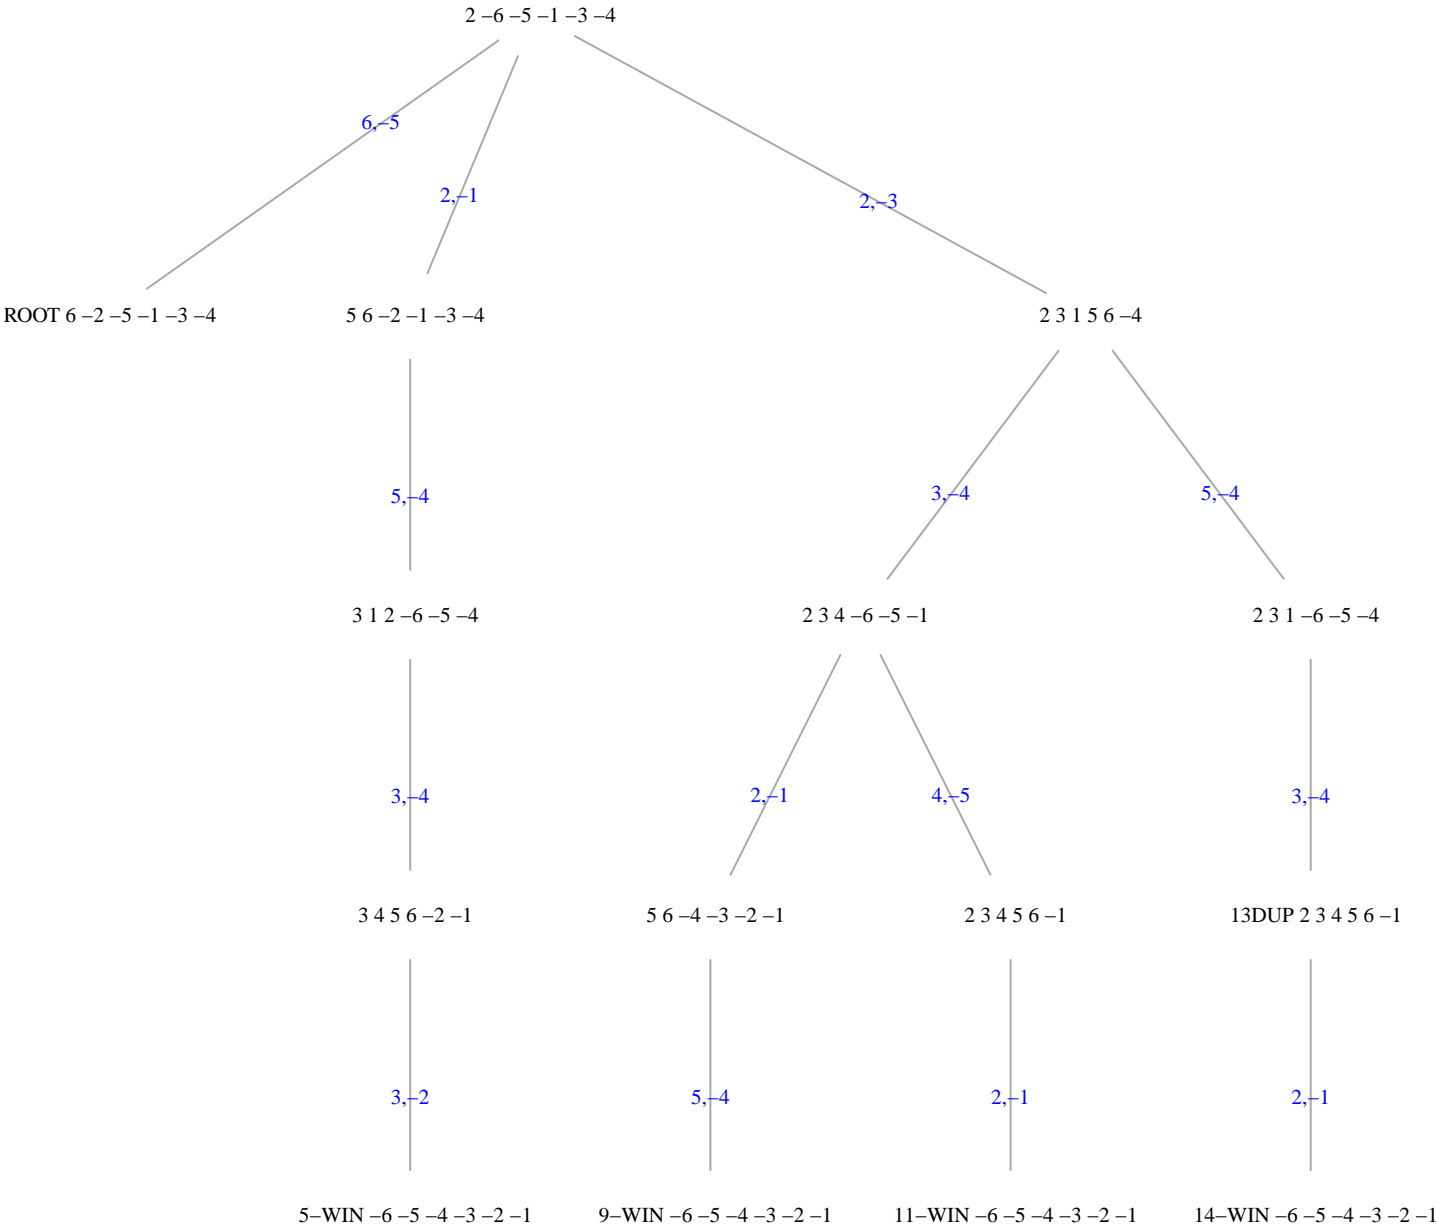 2 –6 –5 –1 –3 –4
6,–5
2,–1
2,–3
ROOT 6 –2 –5 –1 –3 –4
5 6 –2 –1 –3 –4
2 3 1 5 6 –4
5,–4
3,–4
5,–4
3 1 2 –6 –5 –4
2 3 4 –6 –5 –1
2 3 1 –6 –5 –4
3,–4
2,–1
4,–5
3,–4
3 4 5 6 –2 –1
5 6 –4 –3 –2 –1
2 3 4 5 6 –1
13DUP 2 3 4 5 6 –1
3,–2
5,–4
2,–1
2,–1
5–WIN –6 –5 –4 –3 –2 –1
9–WIN –6 –5 –4 –3 –2 –1
11–WIN –6 –5 –4 –3 –2 –1
14–WIN –6 –5 –4 –3 –2 –1